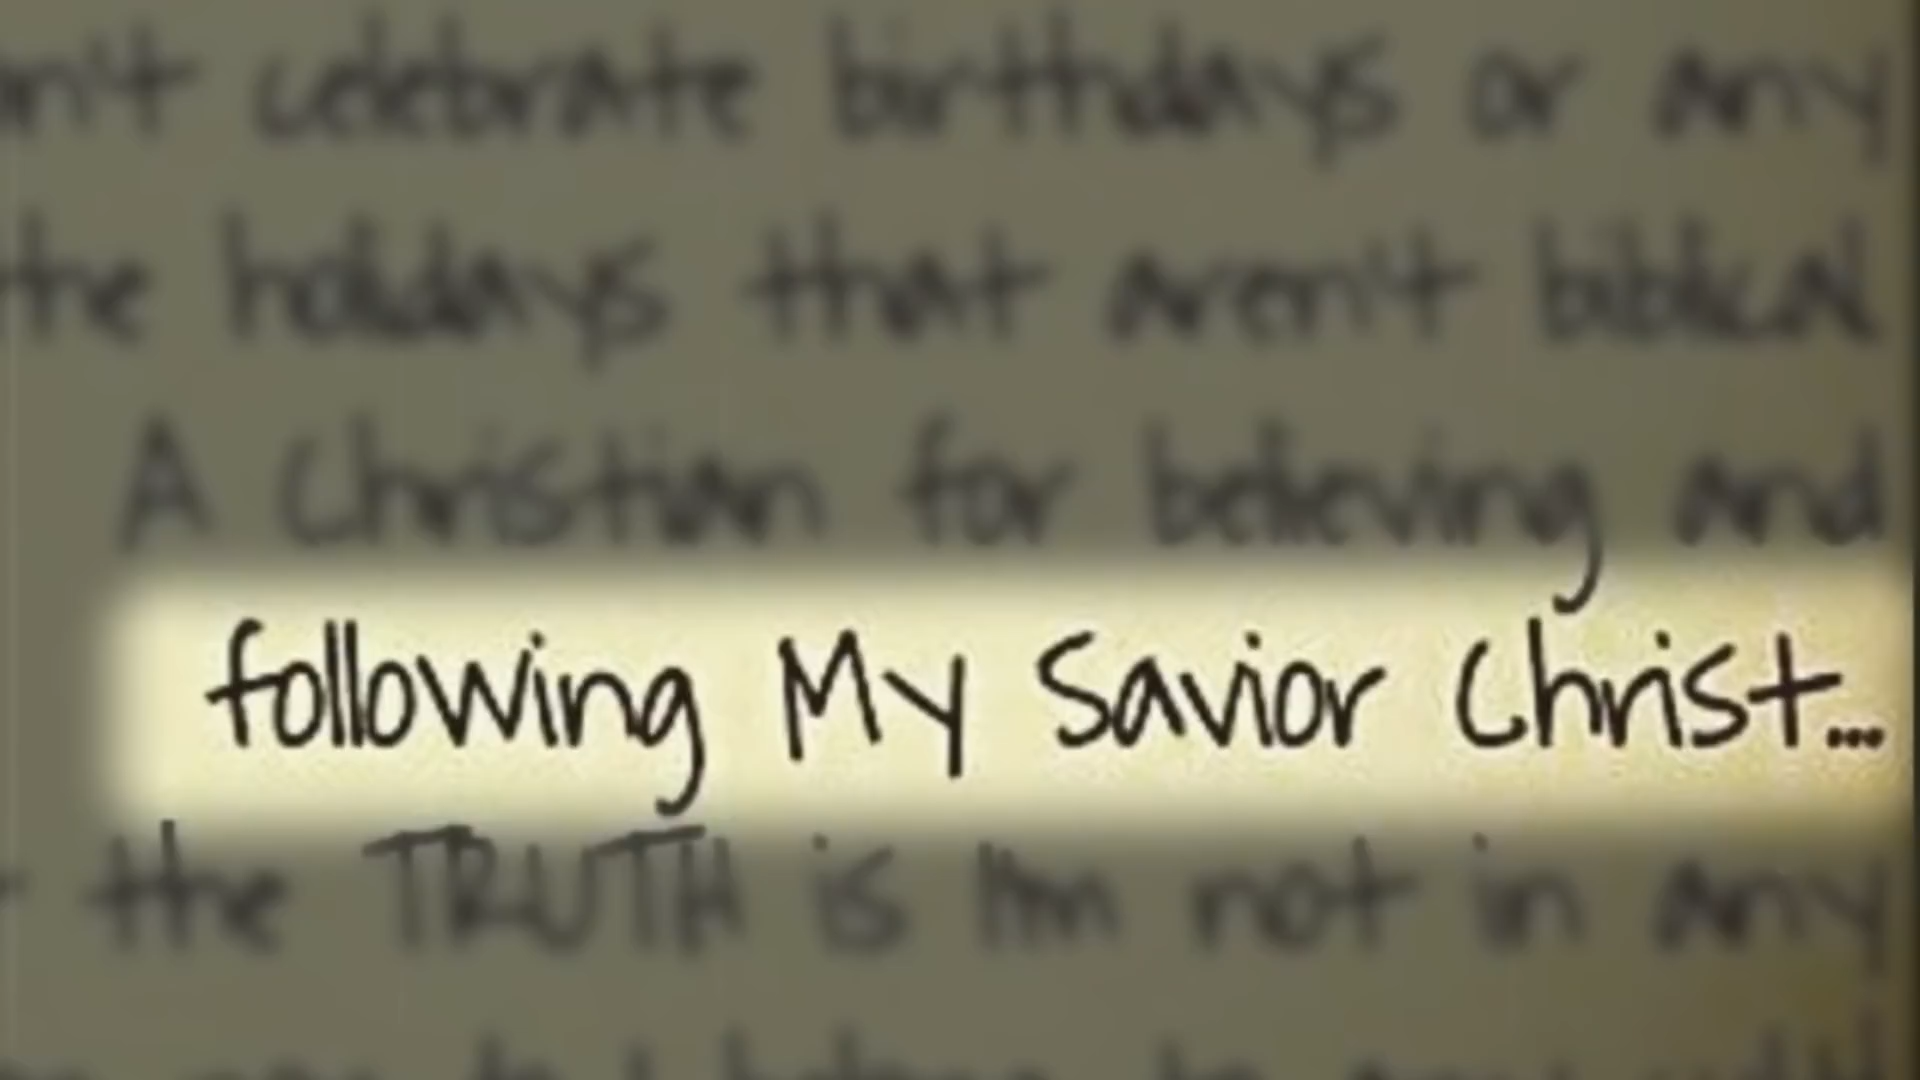 celebrate birthdays or any
the holidays that aren't biblical
A Christian for believing and
following My Savior Christ...
the TRUTH is Im not in any